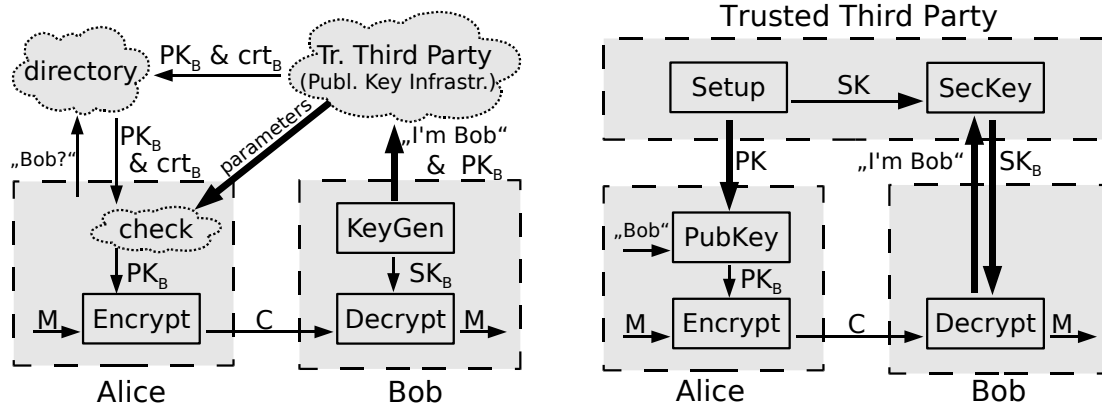 Tr. Third Party
(Publ. Key Infrastr.)
directory
PK_B & crt_B
„Bob?“
PK_B
& crt_B
parameters
„I'm Bob“
& PK_B
check
KeyGen
PK_B
SK_B
M
Encrypt
C
Decrypt
M
Alice
Bob
Trusted Third Party
Setup
SK
SecKey
PK
„I'm Bob“
SK_B
„Bob“
PubKey
PK_B
M
Encrypt
C
Decrypt
M
Alice
Bob